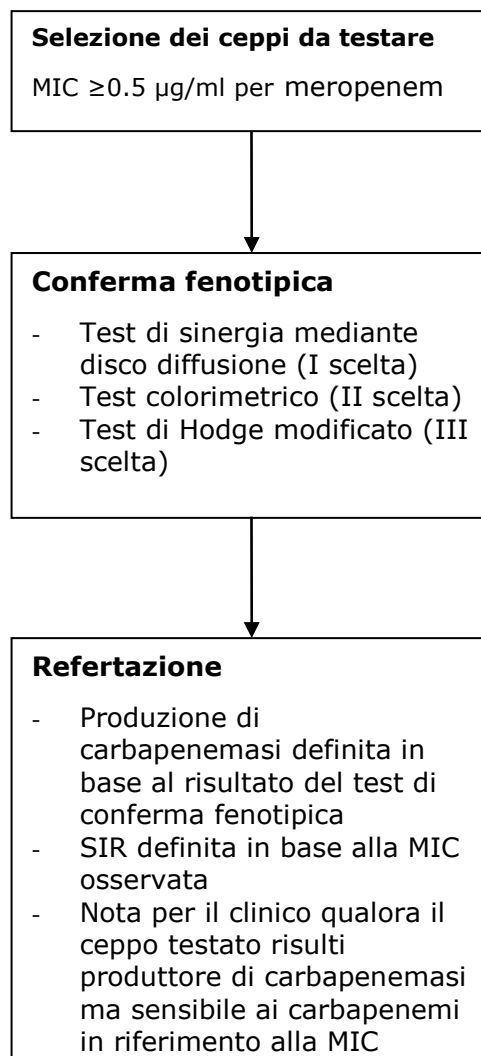 Selezione dei ceppi da testare
MIC ≥0.5 µg/ml per meropenem
Conferma fenotipica
- Test di sinergia mediante
disco diffusione (I scelta)
- Test colorimetrico (II scelta)
- Test di Hodge modificato (III
scelta)
Refertazione
- Produzione di
carbapenemasi definita in
base al risultato del test di
conferma fenotipica
- SIR definita in base alla MIC
osservata
- Nota per il clinico qualora il
ceppo testato risulti
produttore di carbapenemasi
ma sensibile ai carbapenemi
in riferimento alla MIC